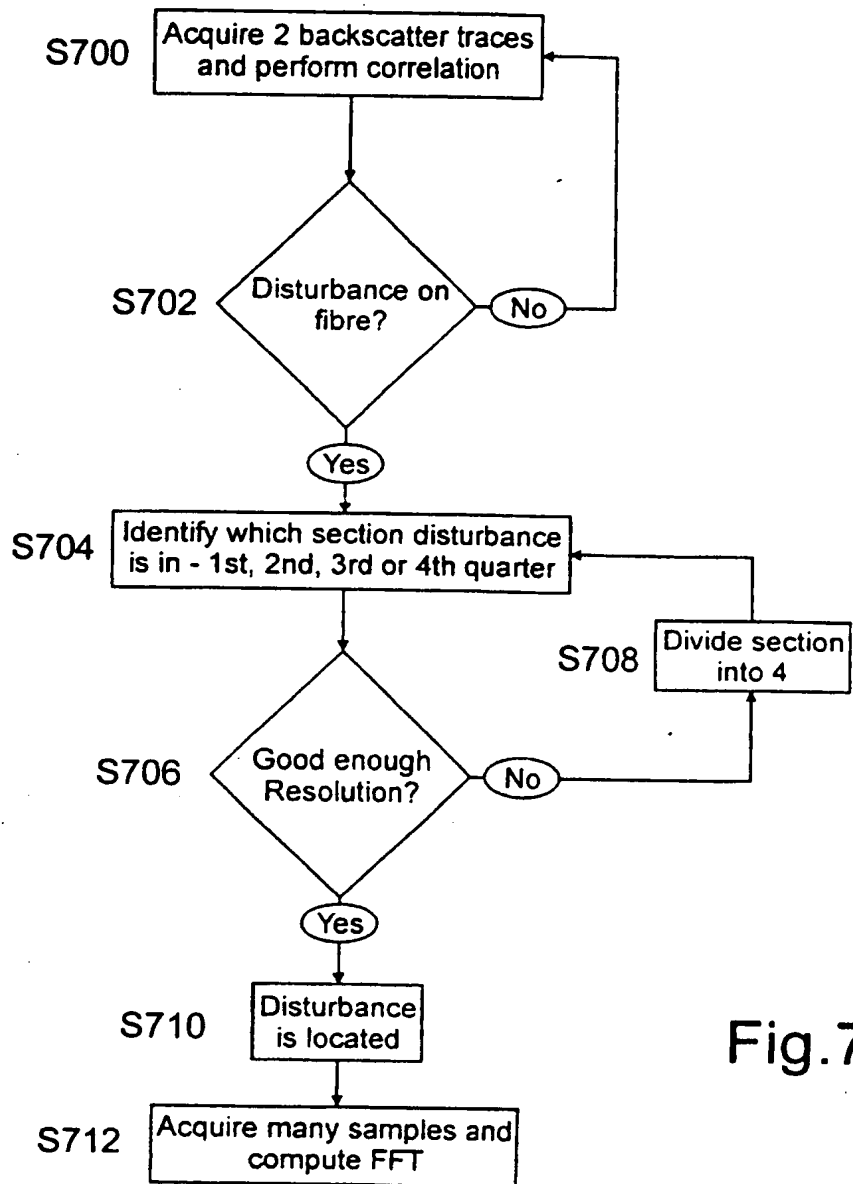 S700
Acquire 2 backscatter traces
and perform correlation
S702
Disturbance on
fibre?
No
Yes
S704
Identify which section disturbance
is in - 1st, 2nd, 3rd or 4th quarter
S708
Divide section
into 4
S706
Good enough
Resolution?
No
Yes
S710
Disturbance
is located
Fig.7
S712
Acquire many samples and
compute FFT